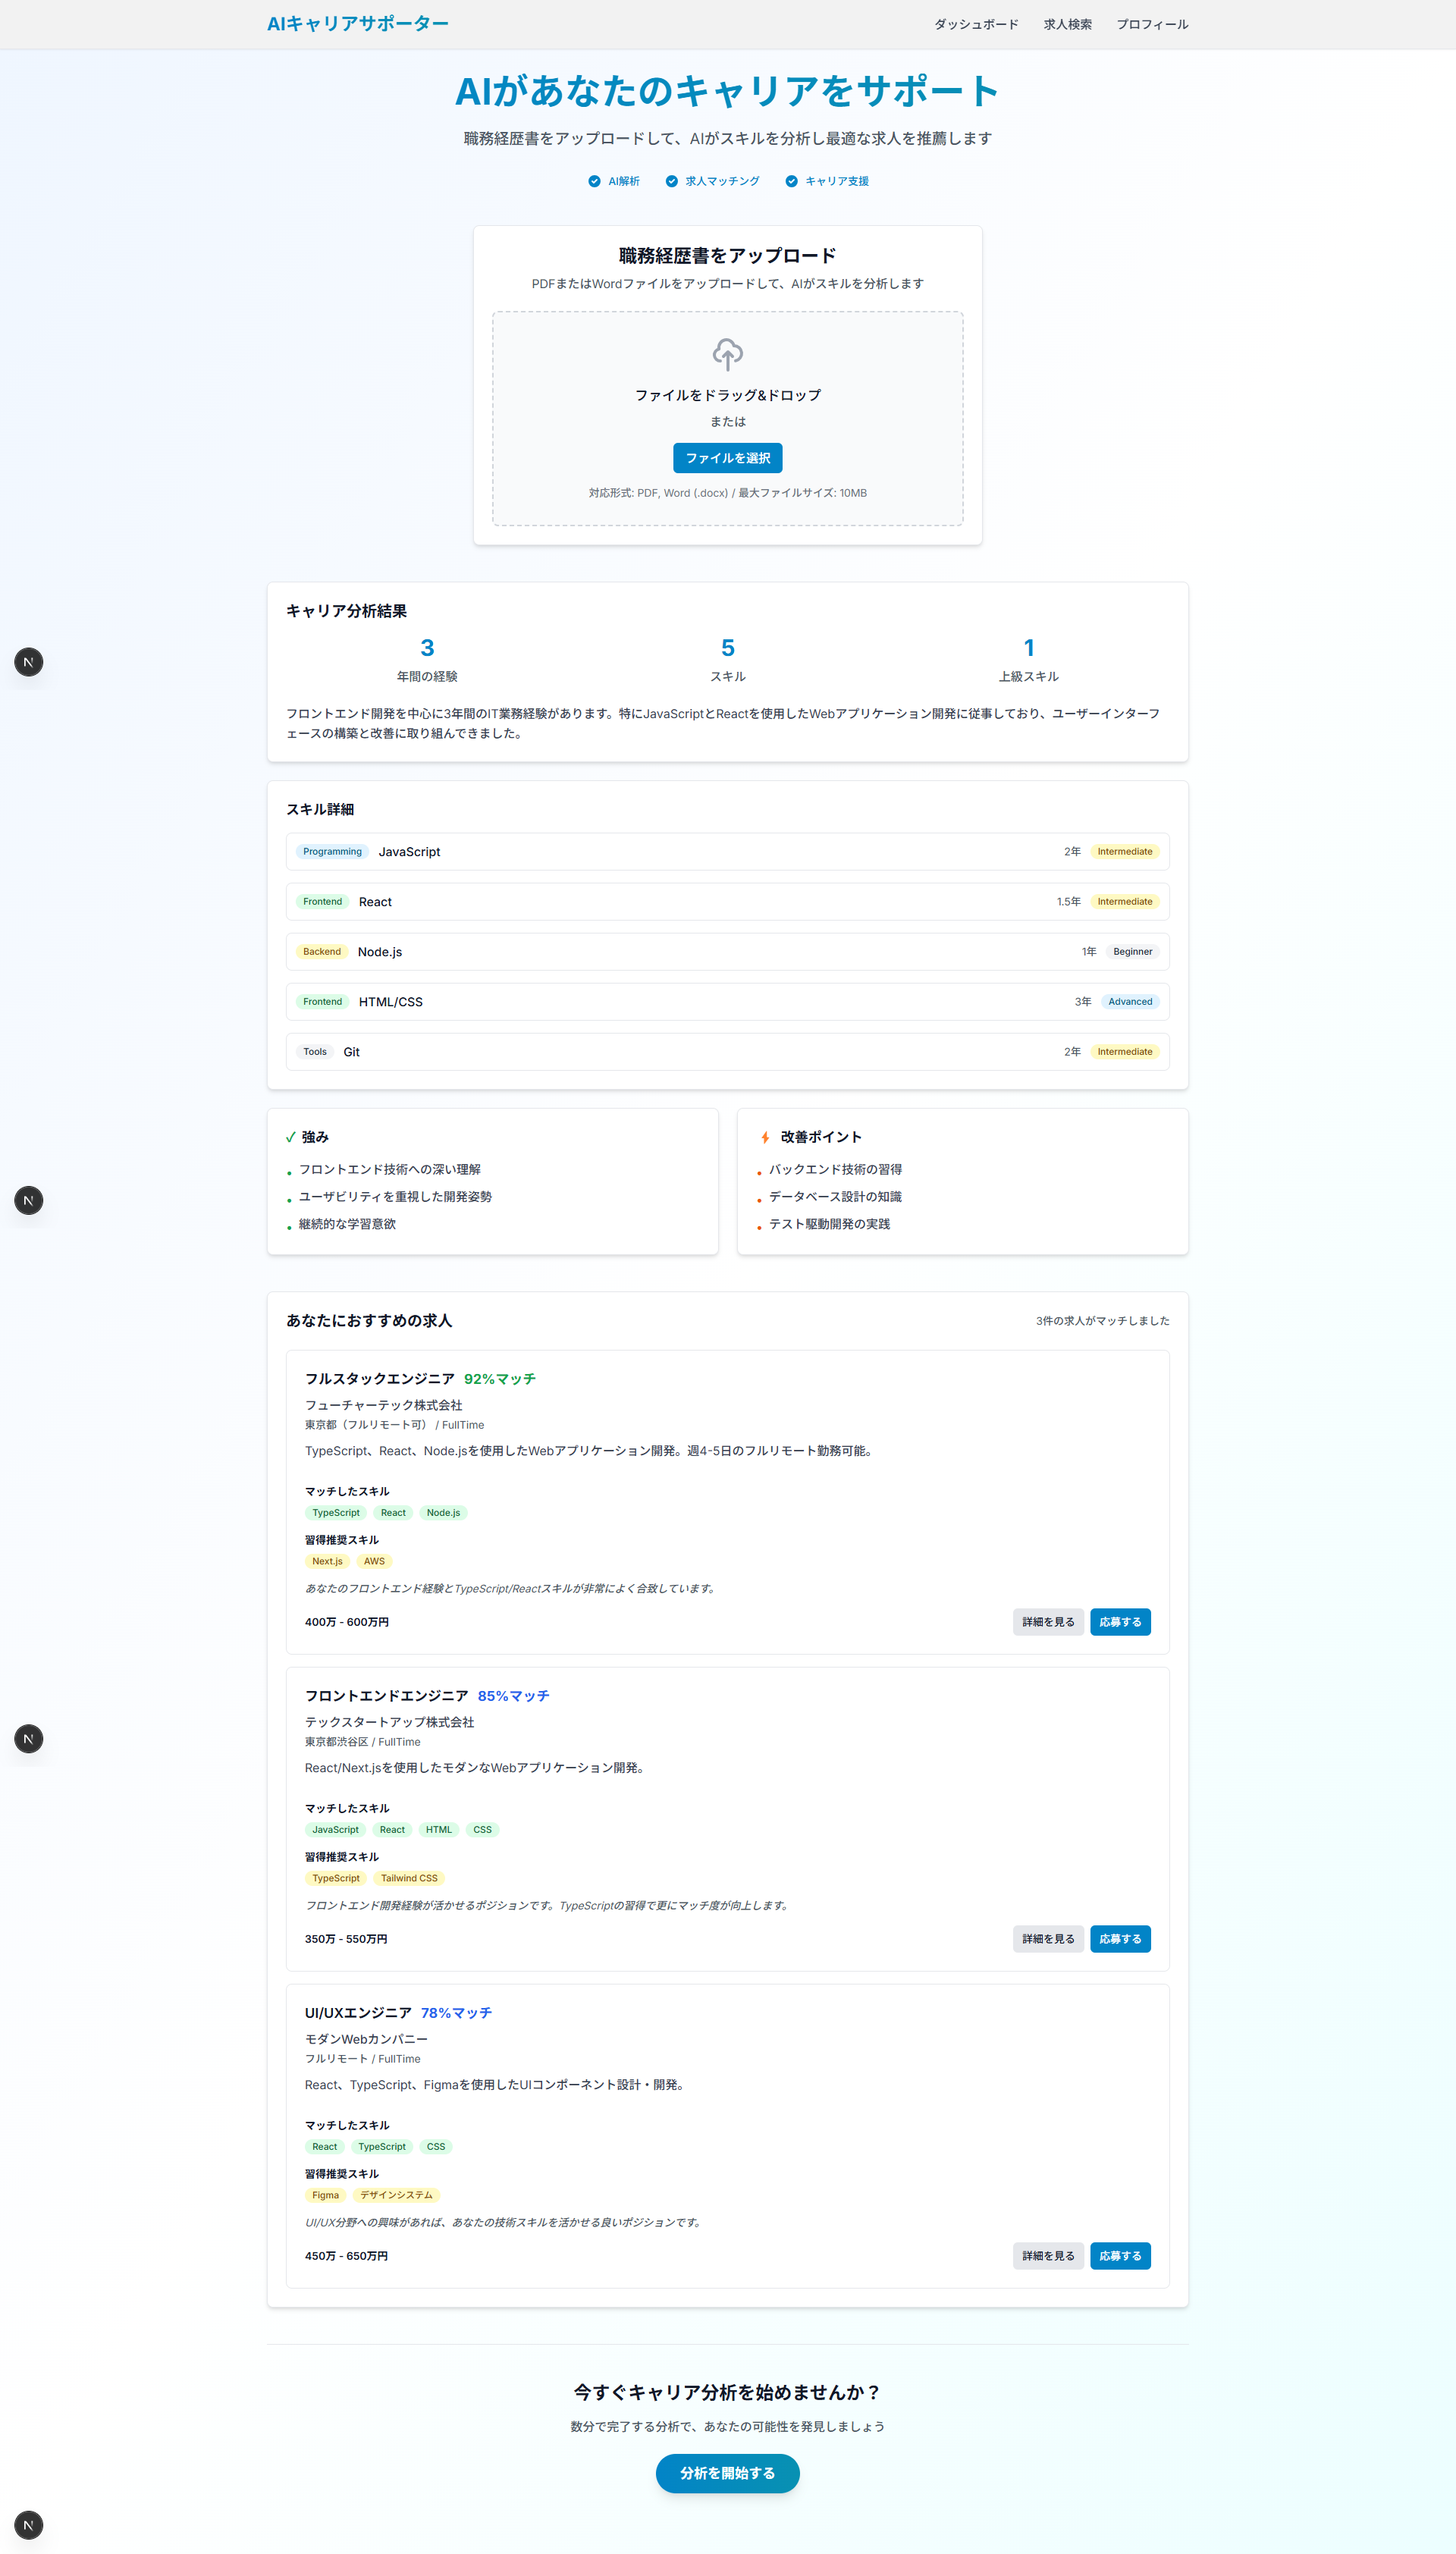 AIキャリアサポーター
ダッシュボード 求人検索 プロフィール
AIがあなたのキャリアをサポート
職務経歴書をアップロードして、AIがスキルを分析し最適な求人を推薦します
AI解析 求人マッチング キャリア支援
職務経歴書をアップロード
PDFまたはWordファイルをアップロードして、AIがスキルを分析します
ファイルをドラッグ&ドロップ
または
ファイルを選択
対応形式: PDF, Word (.docx) / 最大ファイルサイズ: 10MB
キャリア分析結果
3 5 1
年間の経験 スキル 上級スキル
フロントエンド開発を中心に3年間のIT業務経験があります。特にJavaScriptとReactを使用したWebアプリケーション開発に従事しており、ユーザーインターフ
ェースの構築と改善に取り組んできました。
N
スキル詳細
Programming JavaScript 2年 Intermediate
Frontend React 1.5年 Intermediate
Backend Node.js 1年 Beginner
Frontend HTML/CSS 3年 Advanced
Tools Git 2年 Intermediate
✓ 強み
• フロントエンド技術への深い理解
• ユーザビリティを重視した開発姿勢
• 継続的な学習意欲
改善ポイント
• バックエンド技術の習得
• データベース設計の知識
• テスト駆動開発の実践
N
あなたにおすすめの求人 3件の求人がマッチしました
フルスタックエンジニア 92%マッチ
フューチャーテック株式会社
東京都（フルリモート可） / FullTime
TypeScript、React、Node.jsを使用したWebアプリケーション開発。週4-5日のフルリモート勤務可能。
マッチしたスキル
TypeScript React Node.js
習得推奨スキル
Next.js AWS
あなたのフロントエンド経験とTypeScript/Reactスキルが非常によく合致しています。
400万 - 600万円 詳細を見る 応募する
フロントエンドエンジニア 85%マッチ
テックスタートアップ株式会社
東京都渋谷区 / FullTime
N
React/Next.jsを使用したモダンなWebアプリケーション開発。
マッチしたスキル
JavaScript React HTML CSS
習得推奨スキル
TypeScript Tailwind CSS
フロントエンド開発経験が活かせるポジションです。TypeScriptの習得で更にマッチ度が向上します。
350万 - 550万円 詳細を見る 応募する
UI/UXエンジニア 78%マッチ
モダンWebカンパニー
フルリモート / FullTime
React、TypeScript、Figmaを使用したUIコンポーネント設計・開発。
マッチしたスキル
React TypeScript CSS
習得推奨スキル
Figma デザインシステム
UI/UX分野への興味があれば、あなたの技術スキルを活かせる良いポジションです。
450万 - 650万円 詳細を見る 応募する
今すぐキャリア分析を始めませんか？
数分で完了する分析で、あなたの可能性を発見しましょう
分析を開始する
N